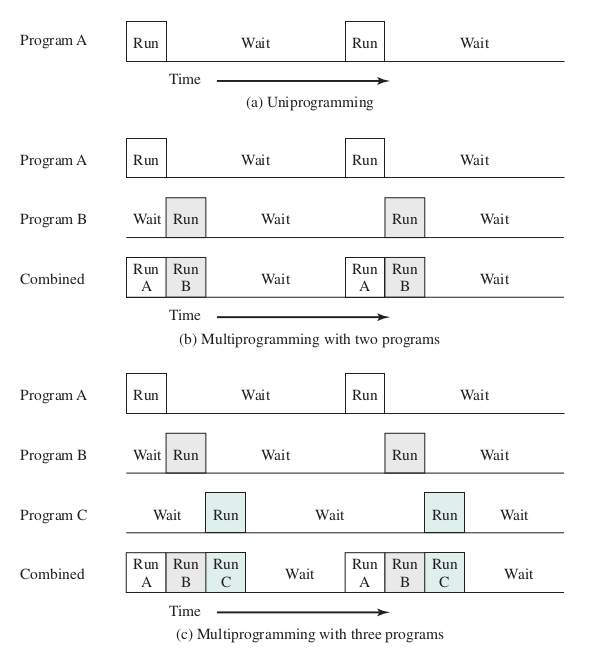 Program A Run Wait Run Wait
Time
(a) Uniprogramming
Program A Run Wait Run Wait
Program B Wait Run Wait Run Wait
Combined Run A Run B Wait Run A Run B Wait
Time
(b) Multiprogramming with two programs
Program A Run Wait Run Wait
Program B Wait Run Wait Run Wait
Program C Wait Run Wait Run Wait
Combined Run A Run B Run C Wait Run A Run B Run C Wait
Time
(c) Multiprogramming with three programs